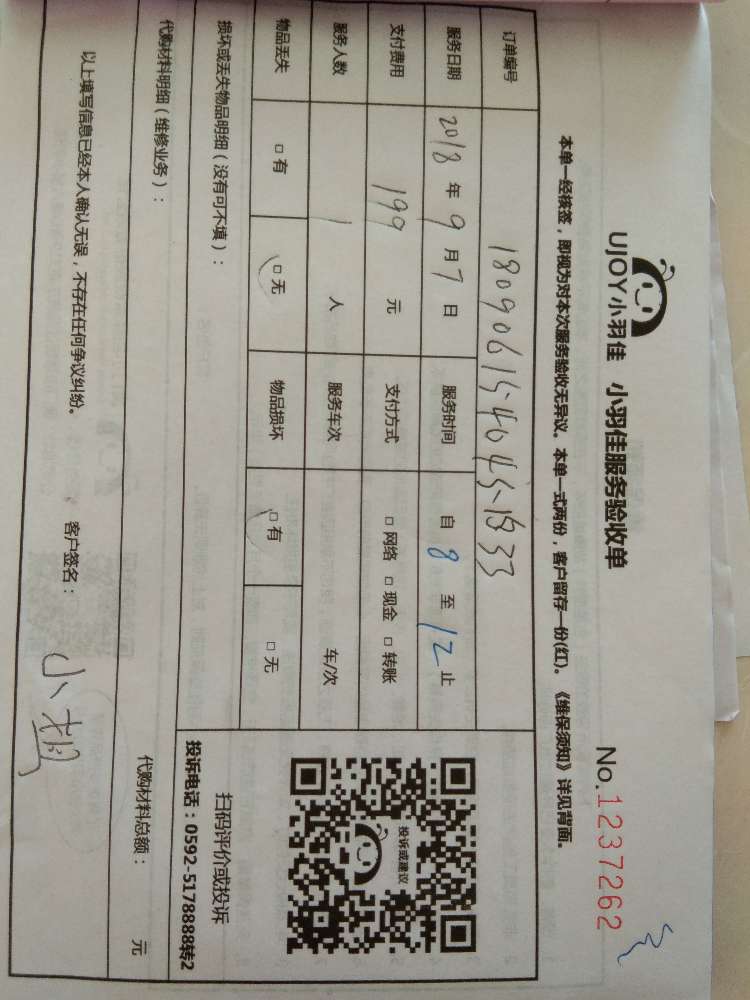 UJOY小羽佳 小羽佳服务验收单
No.1237262
本单一经核签，即视为对本次服务验收无异议。本单一式两份，客户留存一份(红)。《维保须知》详见背面。
订单编号 1809061540451833
服务日期 2018年9月7日 服务时间 自8至12止
支付费用 199元 支付方式 □网络 □现金 □转账
服务人数 1人 服务车次 车/次
物品丢失 □有 □无 物品损坏 □有 □无
投诉或建议
扫码评价或投诉
投诉电话：0592-5178888转2
损坏或丢失物品明细（没有可不填）：
代购材料明细（维修业务）：
代购材料总额： 元
以上填写信息已经本人确认无误，不存在任何争议纠纷。 客户签名：